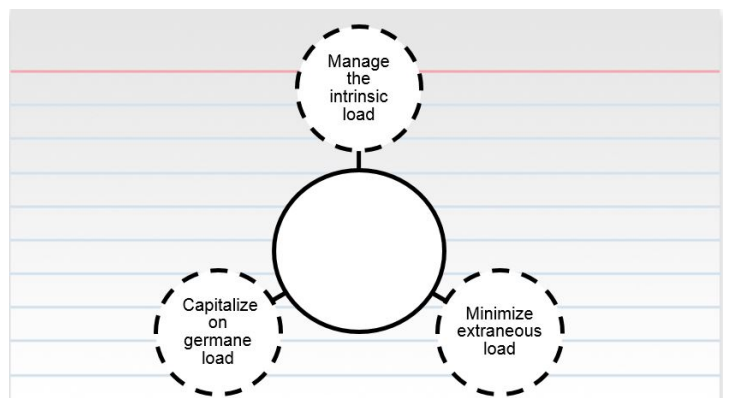 Manage
the
intrinsic
load
Capitalize
on
germane
load
Minimize
extraneous
load